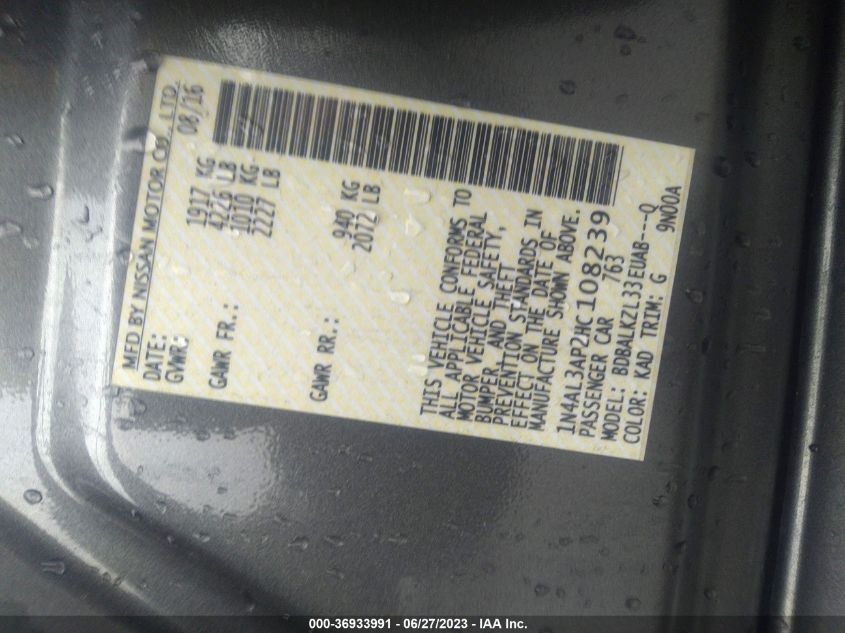 MFD BY NISSAN MOTOR CO., LTD.
DATE: 08/16
GVWR: 1917 KG
4226 LB
GAWR FR.: 1010 KG
2227 LB
GAWR RR.: 940 KG
2072 LB
THIS VEHICLE CONFORMS TO
ALL APPLICABLE FEDERAL
MOTOR VEHICLE SAFETY,
BUMPER, AND THEFT
PREVENTION STANDARDS IN
EFFECT ON THE DATE OF
MANUFACTURE SHOWN ABOVE.
1N4AL3AP2HC108239
PASSENGER CAR 763
MODEL: BDBALKZL33EUAB---Q
COLOR: KAD TRIM: G 9N00A
000-36933991 - 06/27/2023 - IAA Inc.